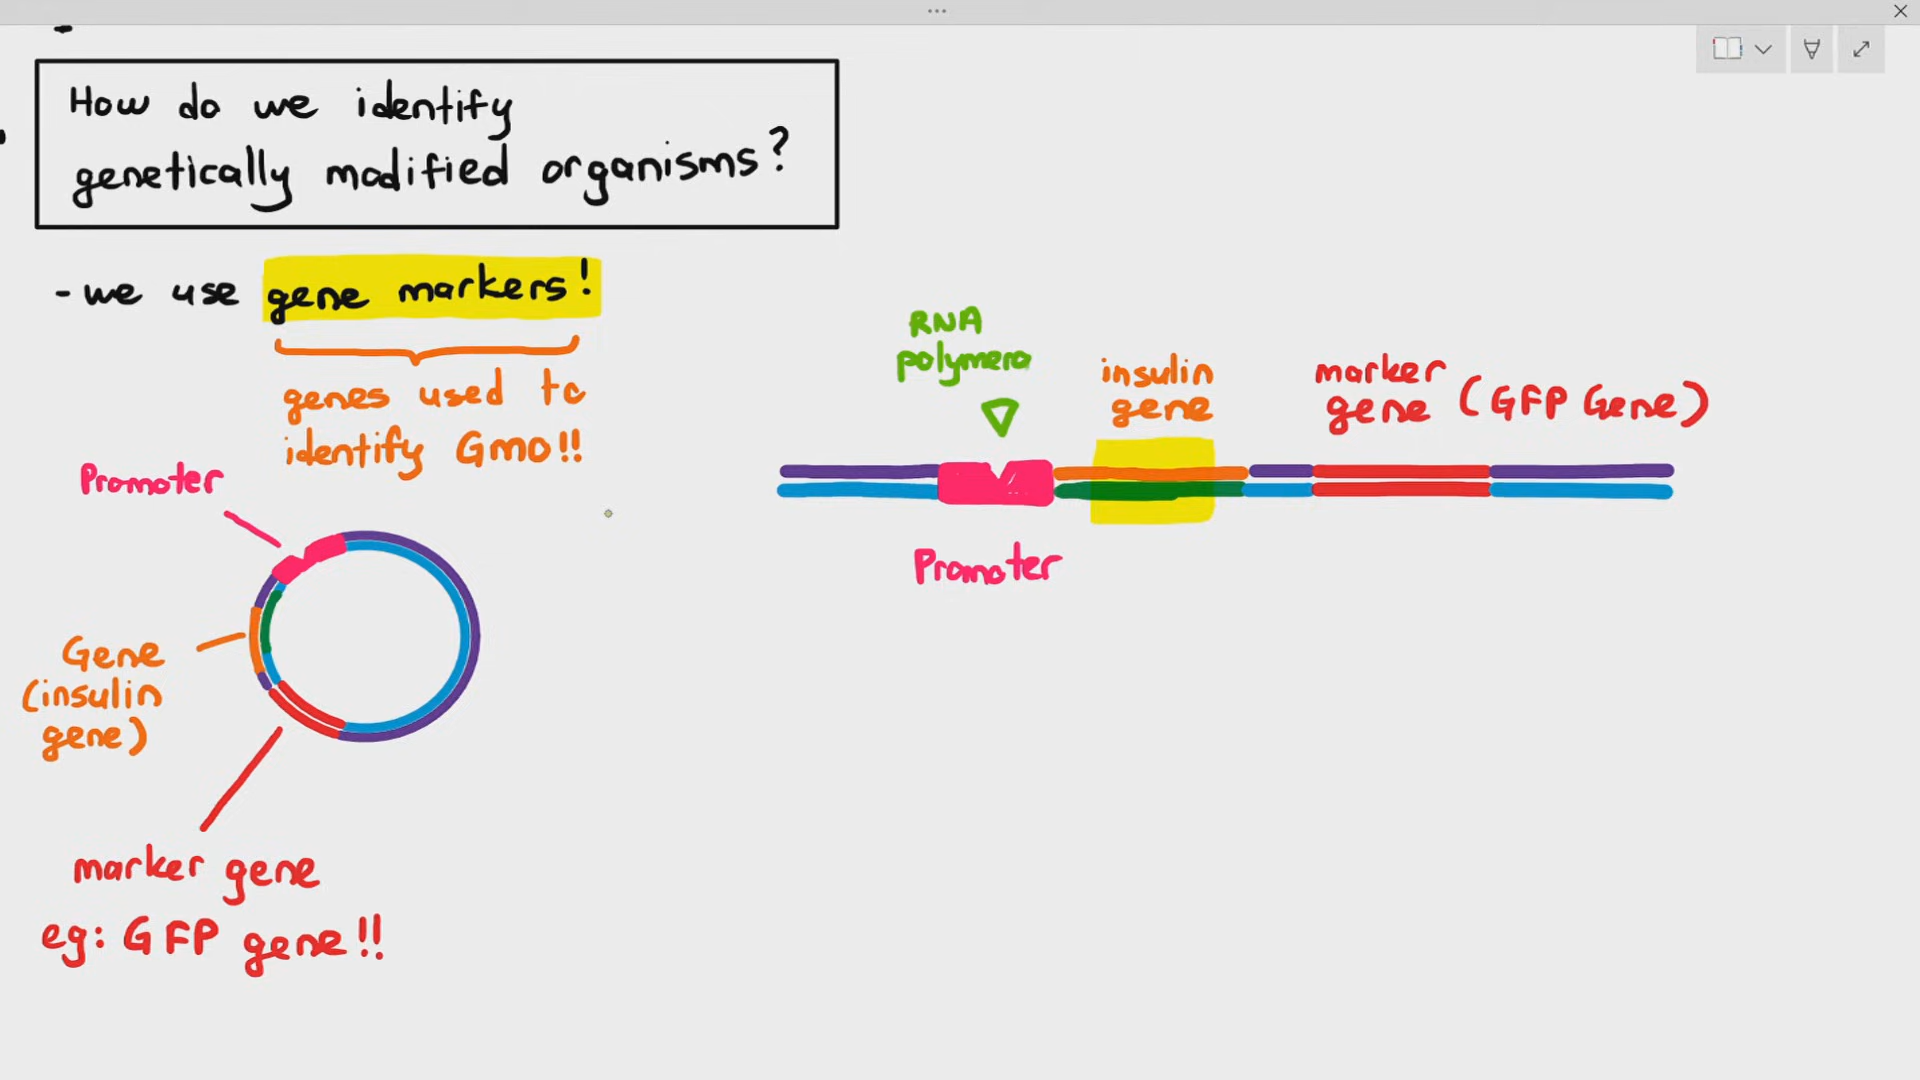 How do we identify
genetically modified organisms?
- we use gene markers!
genes used to
identify Gmo!!
Promoter
Gene
(insulin
gene)
marker gene
eg: GFP gene!!
RNA
polymera
insulin
gene
marker
gene (GFP Gene)
Promoter